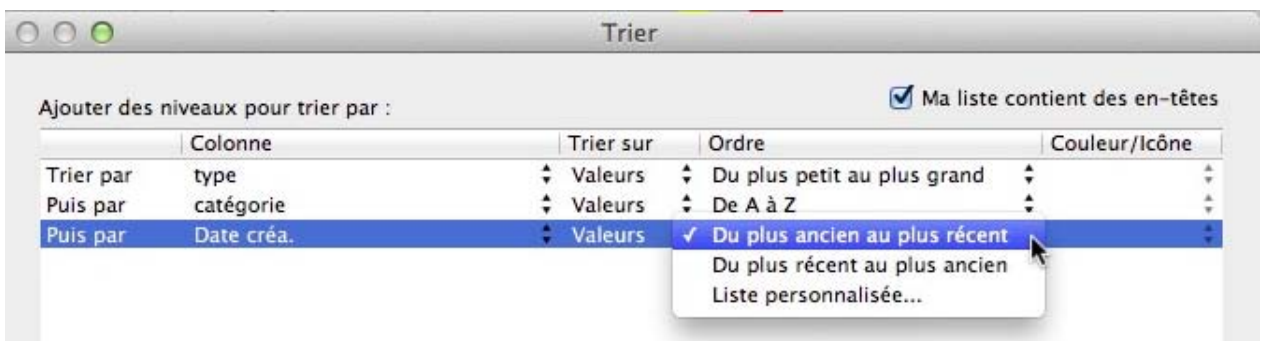 Trier
Ajouter des niveaux pour trier par :
Ma liste contient des en-têtes
Colonne Trier sur Ordre Couleur/Icône
Trier par type Valeurs Du plus petit au plus grand
Puis par catégorie Valeurs De A à Z
Puis par Date créa. Valeurs ✓ Du plus ancien au plus récent
Du plus récent au plus ancien
Liste personnalisée...